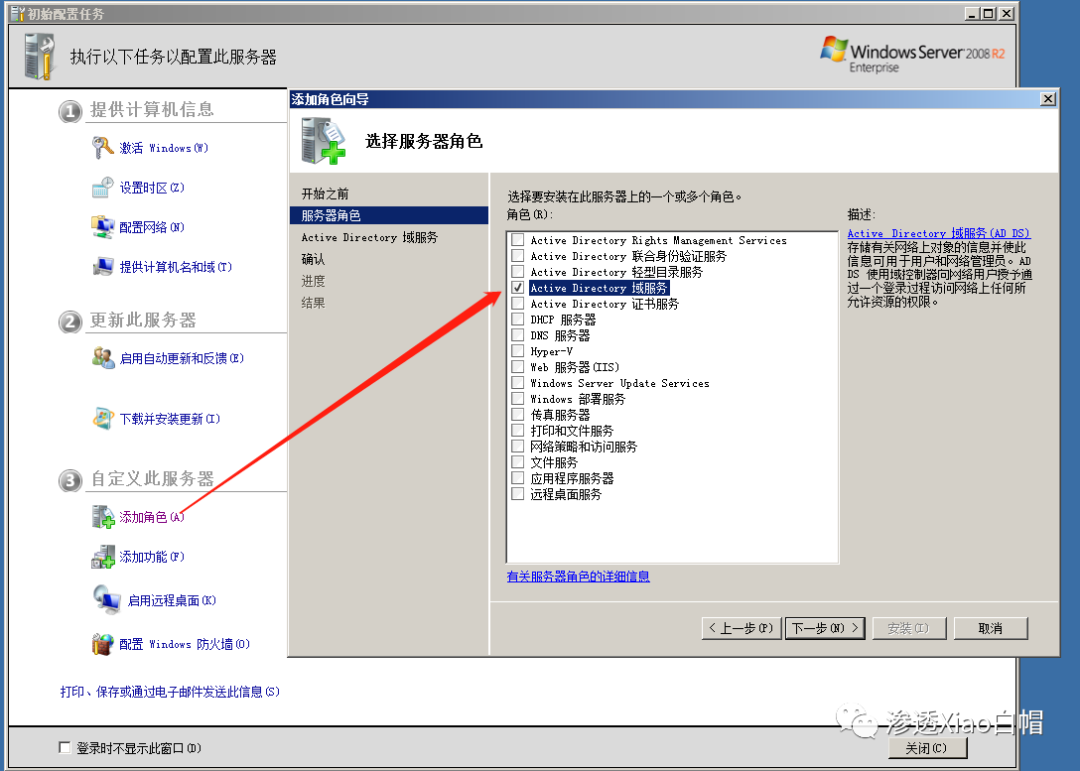 初始配置任务
执行以下任务以配置此服务器
Windows Server 2008 R2
Enterprise
1 提供计算机信息
激活 Windows(W)
设置时区(Z)
配置网络(N)
提供计算机名和域(T)
2 更新此服务器
启用自动更新和反馈(E)
下载并安装更新(I)
3 自定义此服务器
添加角色(A)
添加功能(F)
启用远程桌面(K)
配置 Windows 防火墙(O)
打印、保存或通过电子邮件发送此信息(S)
登录时不显示此窗口(D)
关闭(C)
添加角色向导
选择服务器角色
开始之前
服务器角色
Active Directory 域服务
确认
进度
结果
选择要安装在此服务器上的一个或多个角色。
角色(R):
Active Directory Rights Management Services
Active Directory 联合身份验证服务
Active Directory 轻型目录服务
Active Directory 域服务
Active Directory 证书服务
DHCP 服务器
DNS 服务器
Hyper-V
Web 服务器(IIS)
Windows Server Update Services
Windows 部署服务
传真服务器
打印和文件服务
网络策略和访问服务
文件服务
应用程序服务器
远程桌面服务
有关服务器角色的详细信息
描述:
Active Directory 域服务(AD DS)
存储有关网络上对象的信息并使此
信息可用于用户和网络管理员。AD
DS 使用域控制器向网络用户授予通
过一个登录过程访问网络上任何所
允许资源的权限。
< 上一步(P)
下一步(N) >
安装(I)
取消
渗透Xiao白帽